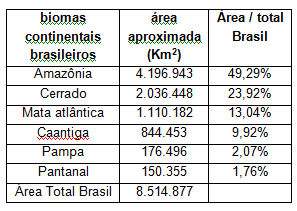 biomas continentais brasileiros | área aproximada (Km²) | Área / total Brasil
Amazônia | 4.196.943 | 49,29%
Cerrado | 2.036.448 | 23,92%
Mata atlântica | 1.110.182 | 13,04%
Caantiga | 844.453 | 9,92%
Pampa | 176.496 | 2,07%
Pantanal | 150.355 | 1,76%
Área Total Brasil | 8.514.877